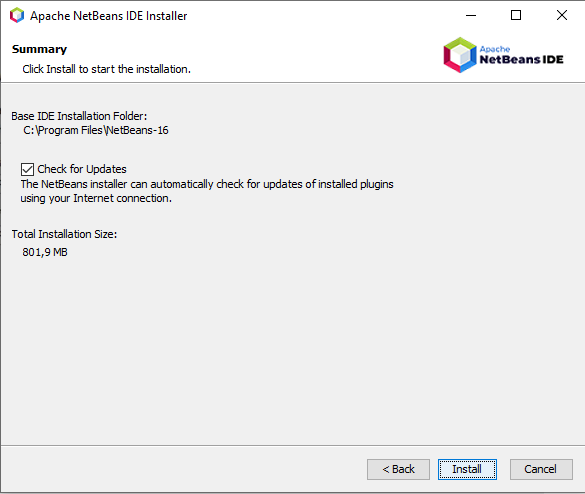 Apache NetBeans IDE Installer
Summary
Click Install to start the installation.
Apache
NetBeans IDE
Base IDE Installation Folder:
C:\Program Files\NetBeans-16
Check for Updates
The NetBeans installer can automatically check for updates of installed plugins
using your Internet connection.
Total Installation Size:
801,9 MB
< Back
Install
Cancel